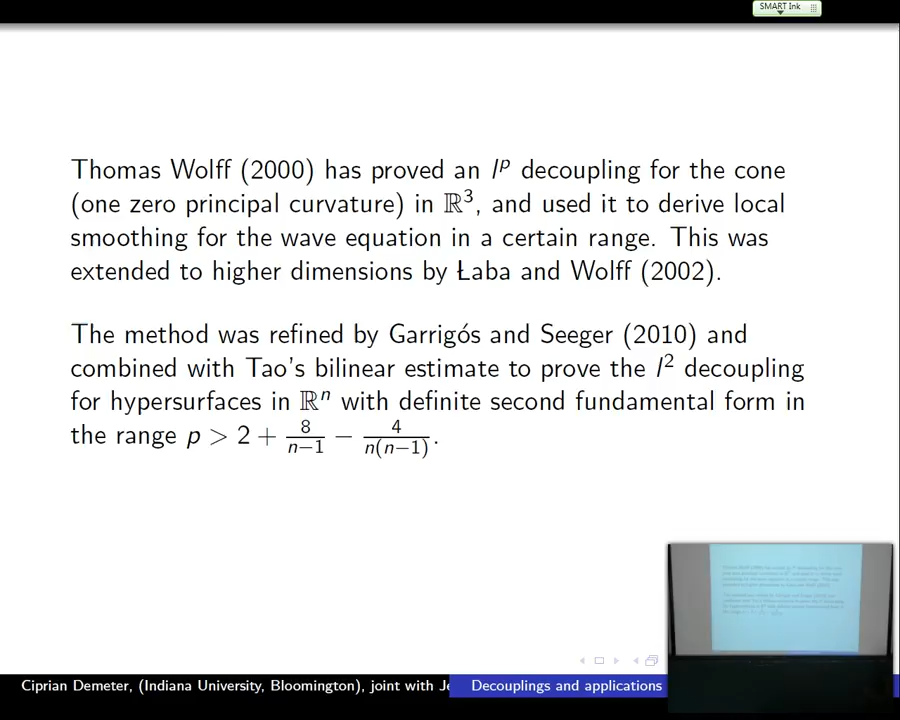 SMART Ink
Thomas Wolff (2000) has proved an l^p decoupling for the cone
(one zero principal curvature) in ℝ³, and used it to derive local
smoothing for the wave equation in a certain range. This was
extended to higher dimensions by Łaba and Wolff (2002).
The method was refined by Garrigós and Seeger (2010) and
combined with Tao's bilinear estimate to prove the l² decoupling
for hypersurfaces in ℝⁿ with definite second fundamental form in
the range p > 2 + 8/(n−1) − 4/(n(n−1)).
Ciprian Demeter, (Indiana University, Bloomington), joint with Je
Decouplings and applications